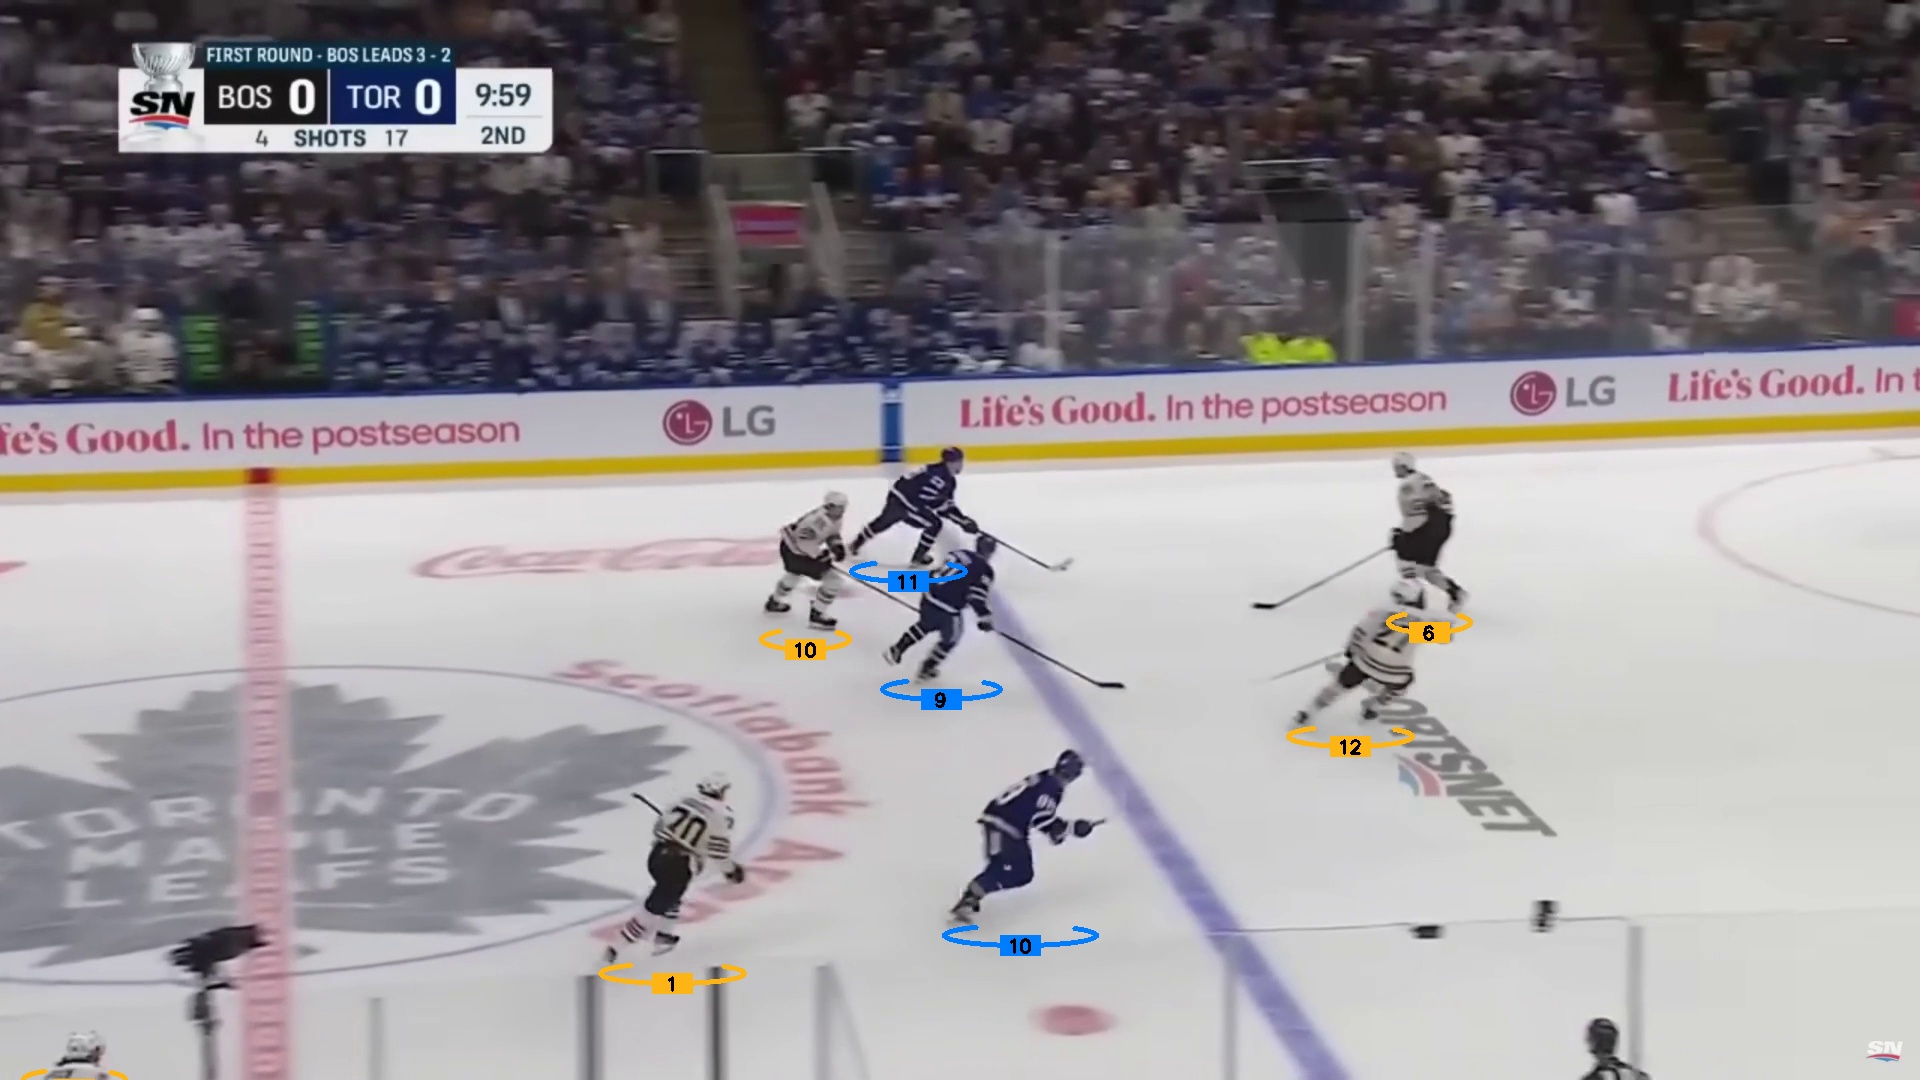 FIRST ROUND - BOS LEADS 3 - 2
SN BOS 0 TOR 0 9:59
4 SHOTS 17 2ND
fe's Good. In the postseason LG Life's Good. In the postseason LG Life's Good. In t
Coca-Cola
11
6
10
9
Scotiabank
12
SPORTSNET
TORONTO
MAPLE
LEAFS
70
10
1
SN